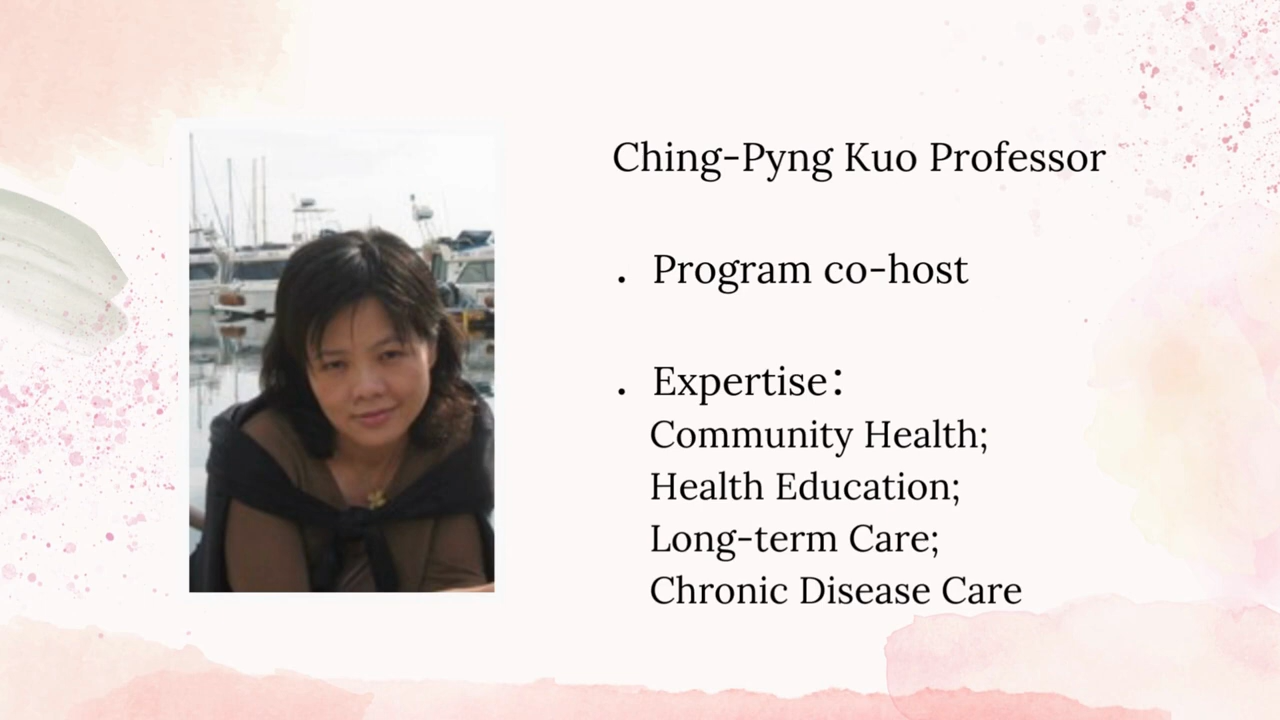 Ching-Pyng Kuo Professor
. Program co-host
. Expertise：
Community Health;
Health Education;
Long-term Care;
Chronic Disease Care